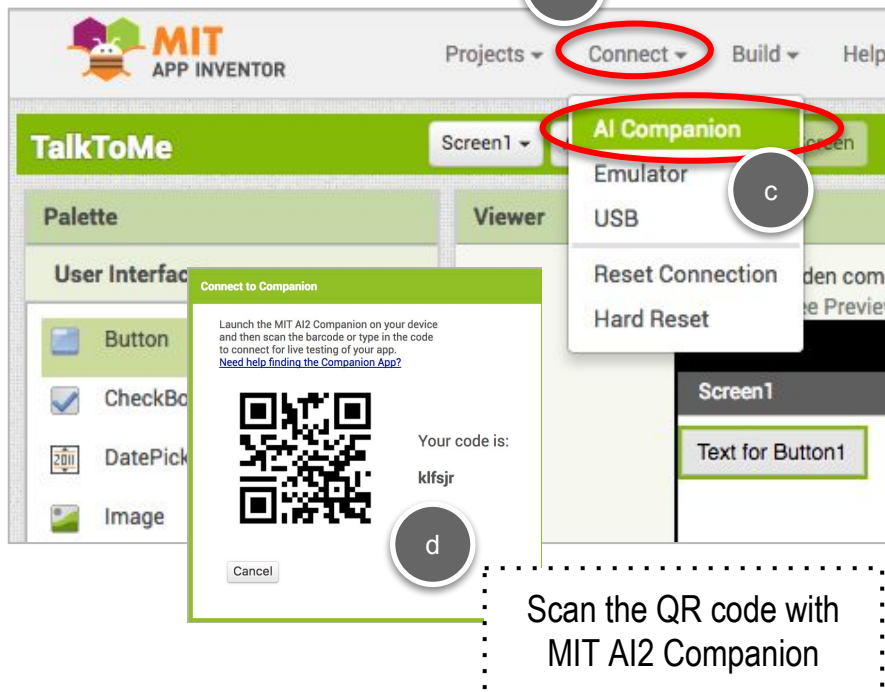 MIT
APP INVENTOR
Projects
Connect
Build
Help
TalkToMe
Screen1
AI Companion
Emulator
USB
Reset Connection
Hard Reset
c
Palette
Viewer
User Interfac
den com
Screen1
Text for Button1
Button
CheckBo
DatePick
Image
Connect to Companion
Launch the MIT AI2 Companion on your device
and then scan the barcode or type in the code
to connect for live testing of your app.
Need help finding the Companion App?
Your code is:
klfsjr
d
Cancel
Scan the QR code with
MIT AI2 Companion